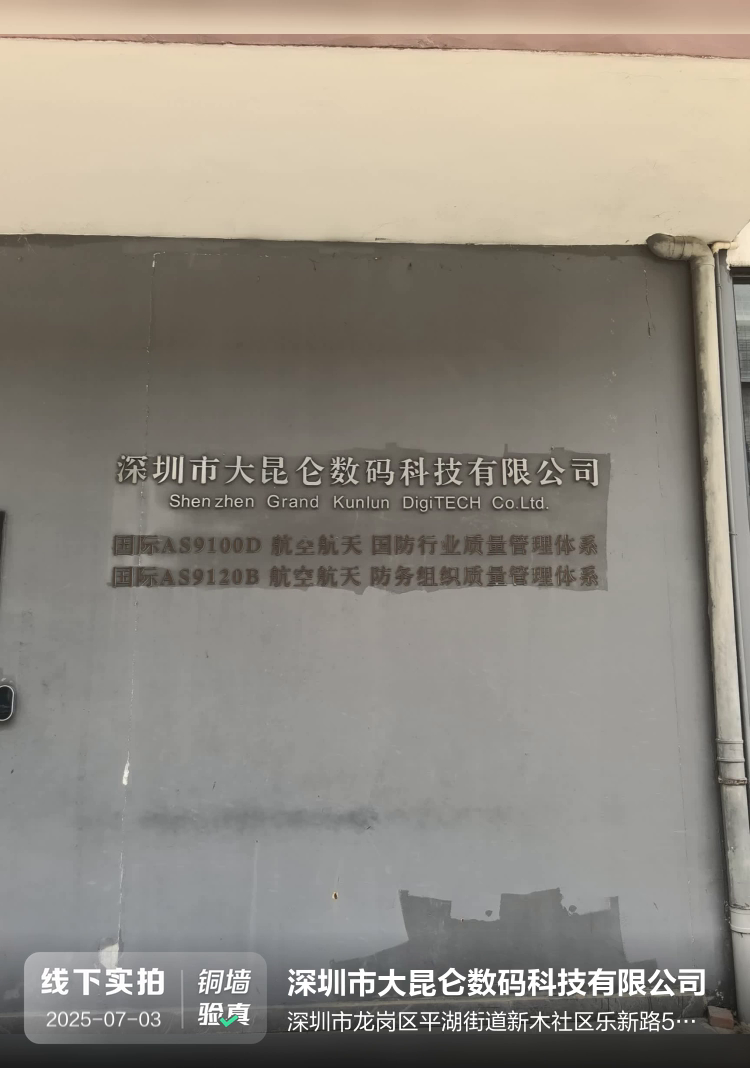 深圳市大昆仑数码科技有限公司
Shenzhen Grand Kunlun DigiTECH Co.Ltd.
国际AS9100D 航空航天 国防行业质量管理体系
国际AS9120B 航空航天 防务组织质量管理体系
线下实拍
2025-07-03
铜墙
验真
深圳市大昆仑数码科技有限公司
深圳市龙岗区平湖街道新木社区乐新路5…